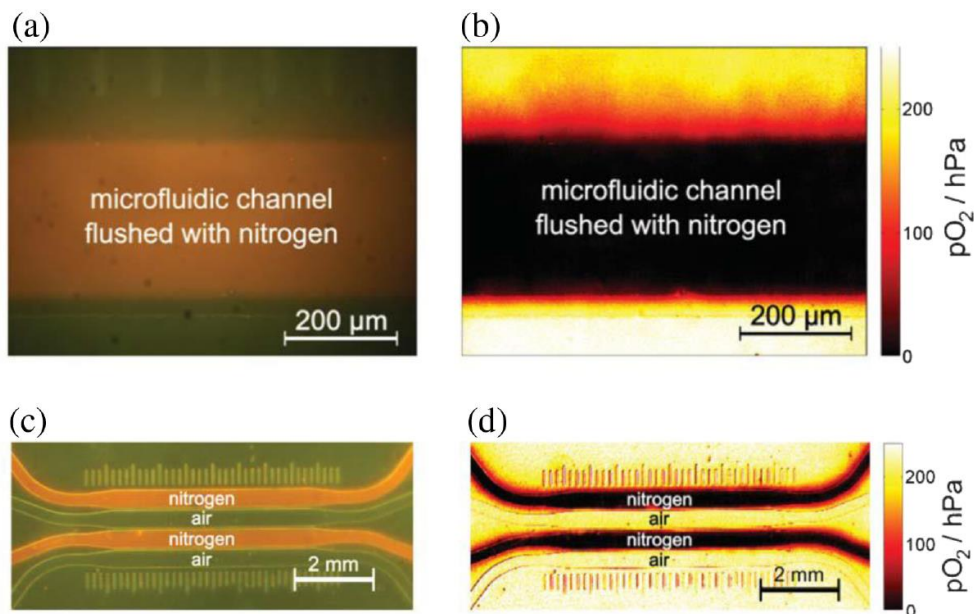 (a)
(b)
microfluidic channel
flushed with nitrogen
200 µm
microfluidic channel
flushed with nitrogen
200 µm
200
100
0
pO2 / hPa
(c)
(d)
nitrogen
air
nitrogen
air
2 mm
nitrogen
air
nitrogen
air
2 mm
200
100
0
pO2 / hPa